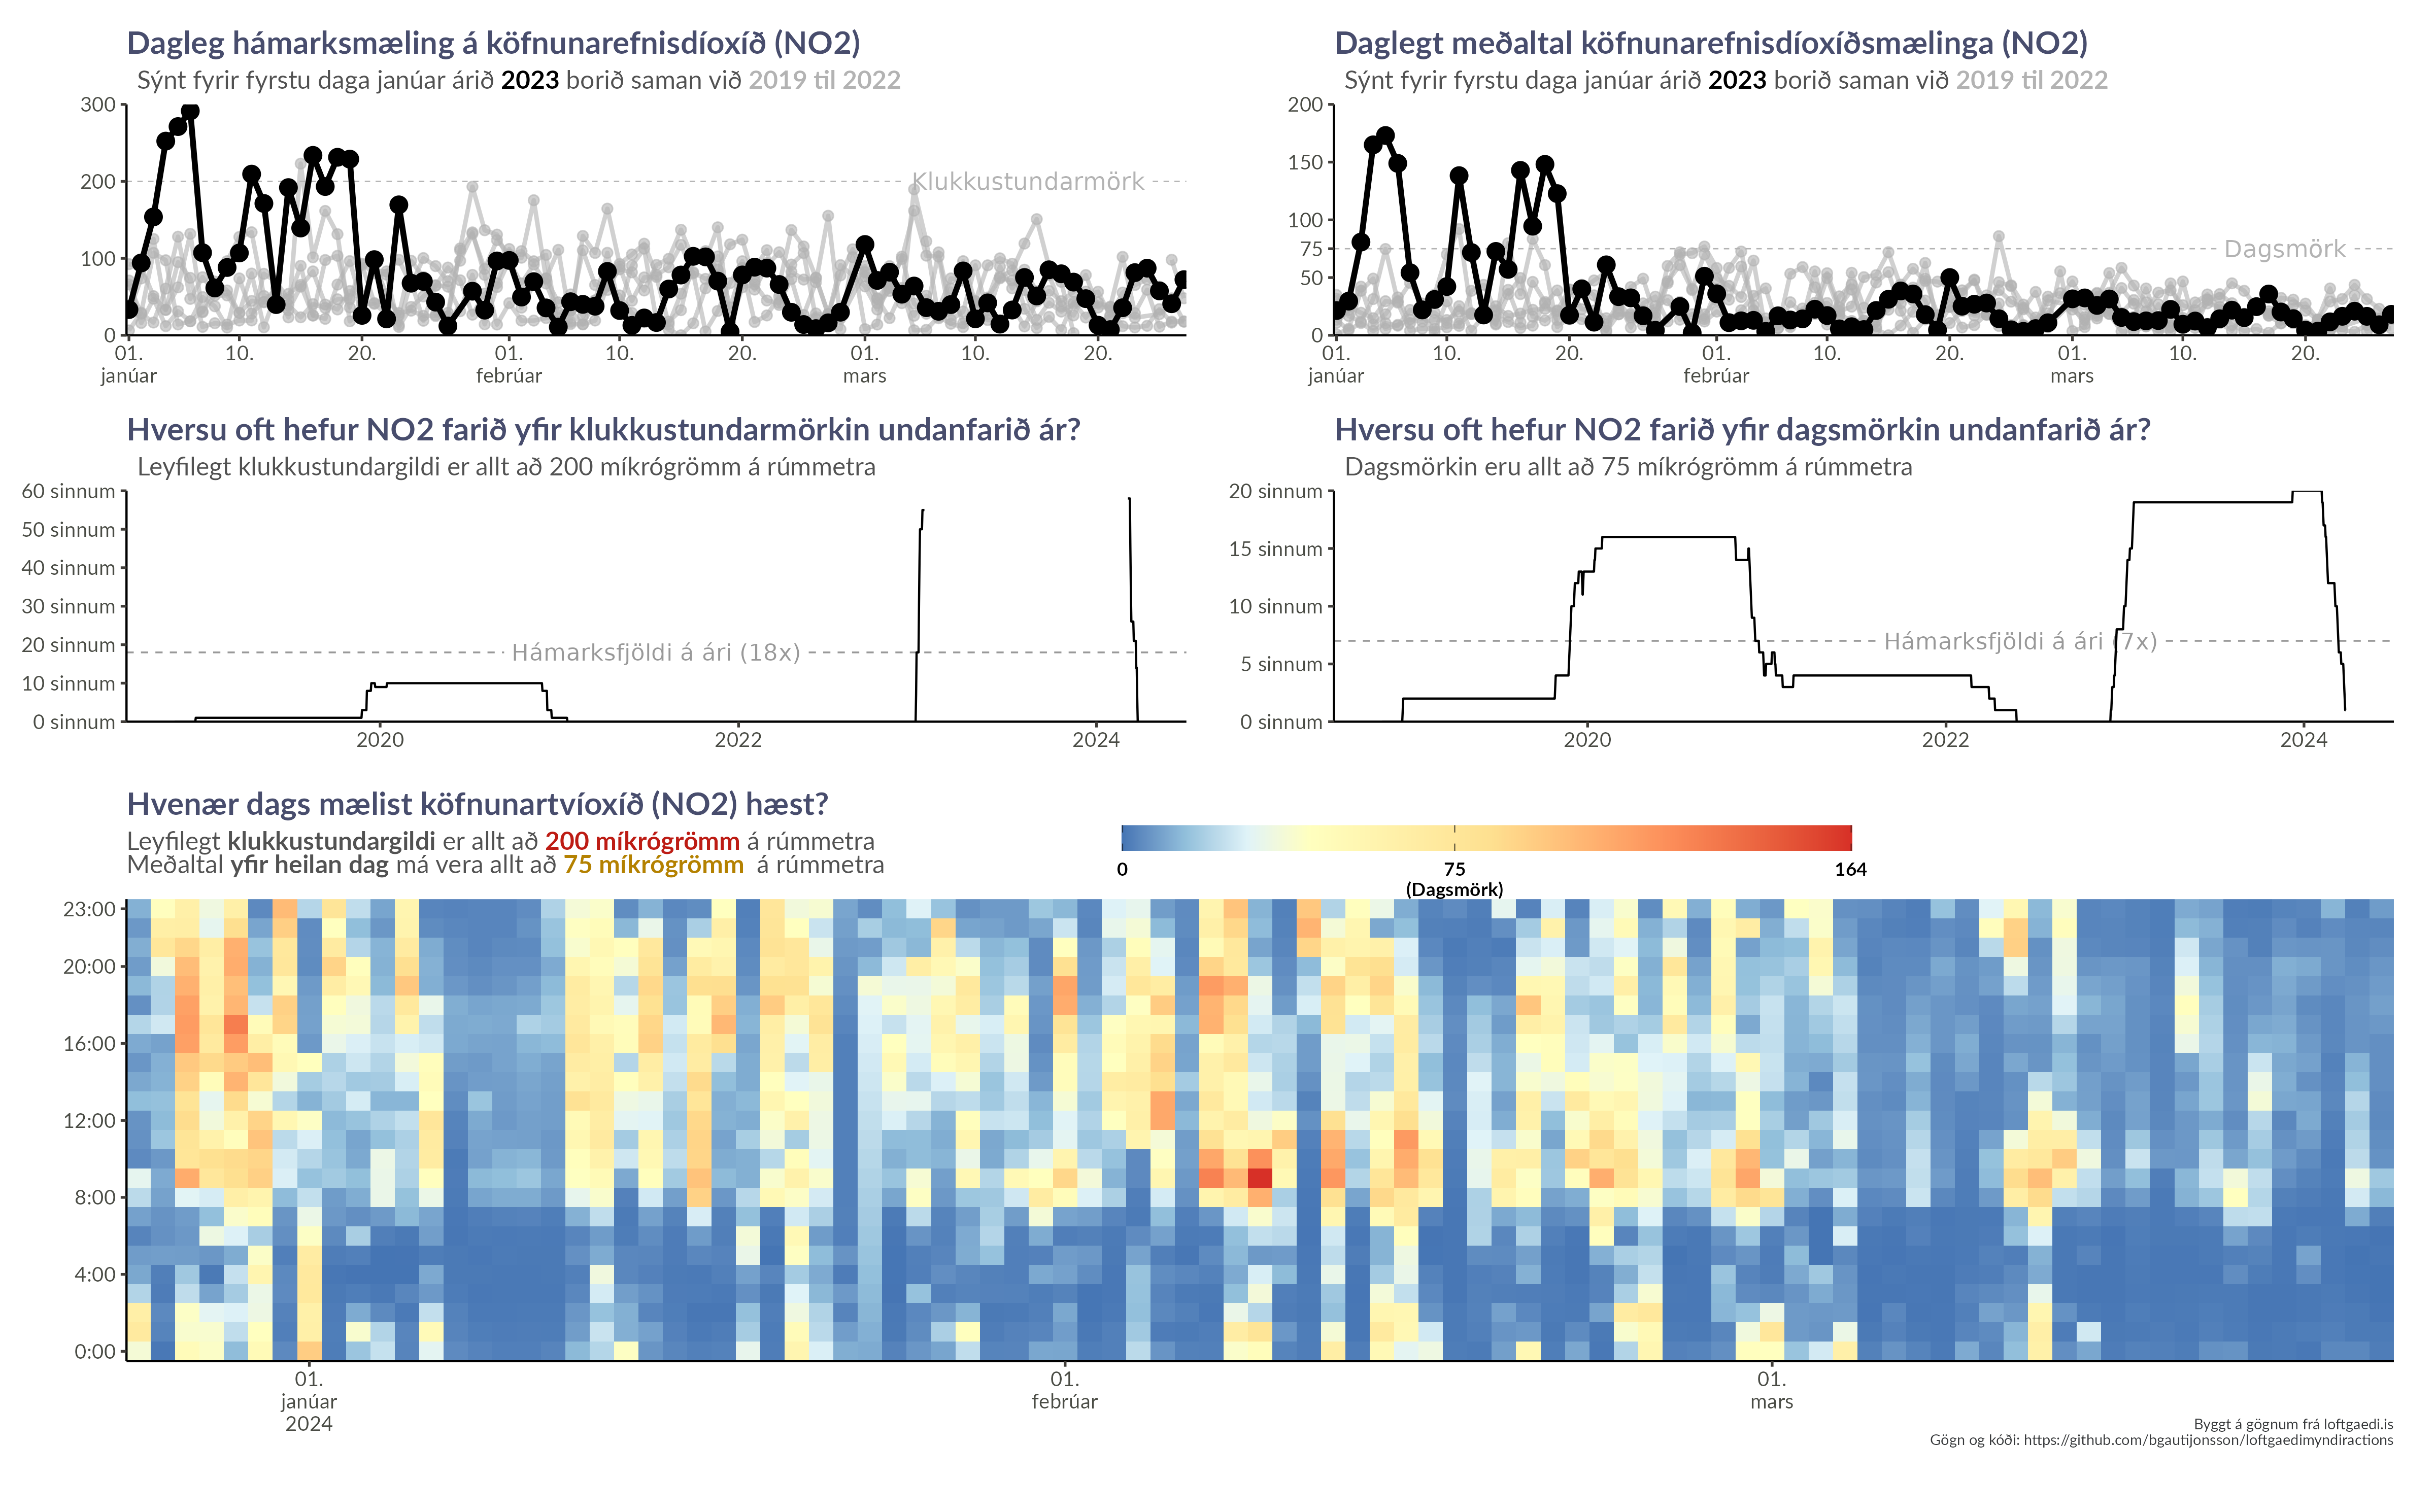 Dagleg hámarksmæling á köfnunarefnisdíoxíð (NO2)
Sýnt fyrir fyrstu daga janúar árið 2023 borið saman við 2019 til 2022
300
200
100
0
Klukkustundarmörk
01. 10. 20. 01. 10. 20. 01. 10. 20.
janúar febrúar mars
Daglegt meðaltal köfnunarefnisdíoxíðsmælinga (NO2)
Sýnt fyrir fyrstu daga janúar árið 2023 borið saman við 2019 til 2022
200
150
100
75
50
0
Dagsmörk
01. 10. 20. 01. 10. 20. 01. 10. 20.
janúar febrúar mars
Hversu oft hefur NO2 farið yfir klukkustundarmörkin undanfarið ár?
Leyfilegt klukkustundargildi er allt að 200 míkrógrömm á rúmmetra
60 sinnum
50 sinnum
40 sinnum
30 sinnum
20 sinnum
10 sinnum
0 sinnum
Hámarksfjöldi á ári (18x)
2020 2022 2024
Hversu oft hefur NO2 farið yfir dagsmörkin undanfarið ár?
Dagsmörkin eru allt að 75 míkrógrömm á rúmmetra
20 sinnum
15 sinnum
10 sinnum
5 sinnum
0 sinnum
Hámarksfjöldi á ári (7x)
2020 2022 2024
Hvenær dags mælist köfnunartvíoxíð (NO2) hæst?
Leyfilegt klukkustundargildi er allt að 200 míkrógrömm á rúmmetra
Meðaltal yfir heilan dag má vera allt að 75 míkrógrömm á rúmmetra
0 75 164
(Dagsmörk)
23:00
20:00
16:00
12:00
8:00
4:00
0:00
01. 01. 01.
janúar febrúar mars
2024
Byggt á gögnum frá loftgaedi.is
Gögn og kóði: https://github.com/bgautijonsson/loftgaedimyndiractions